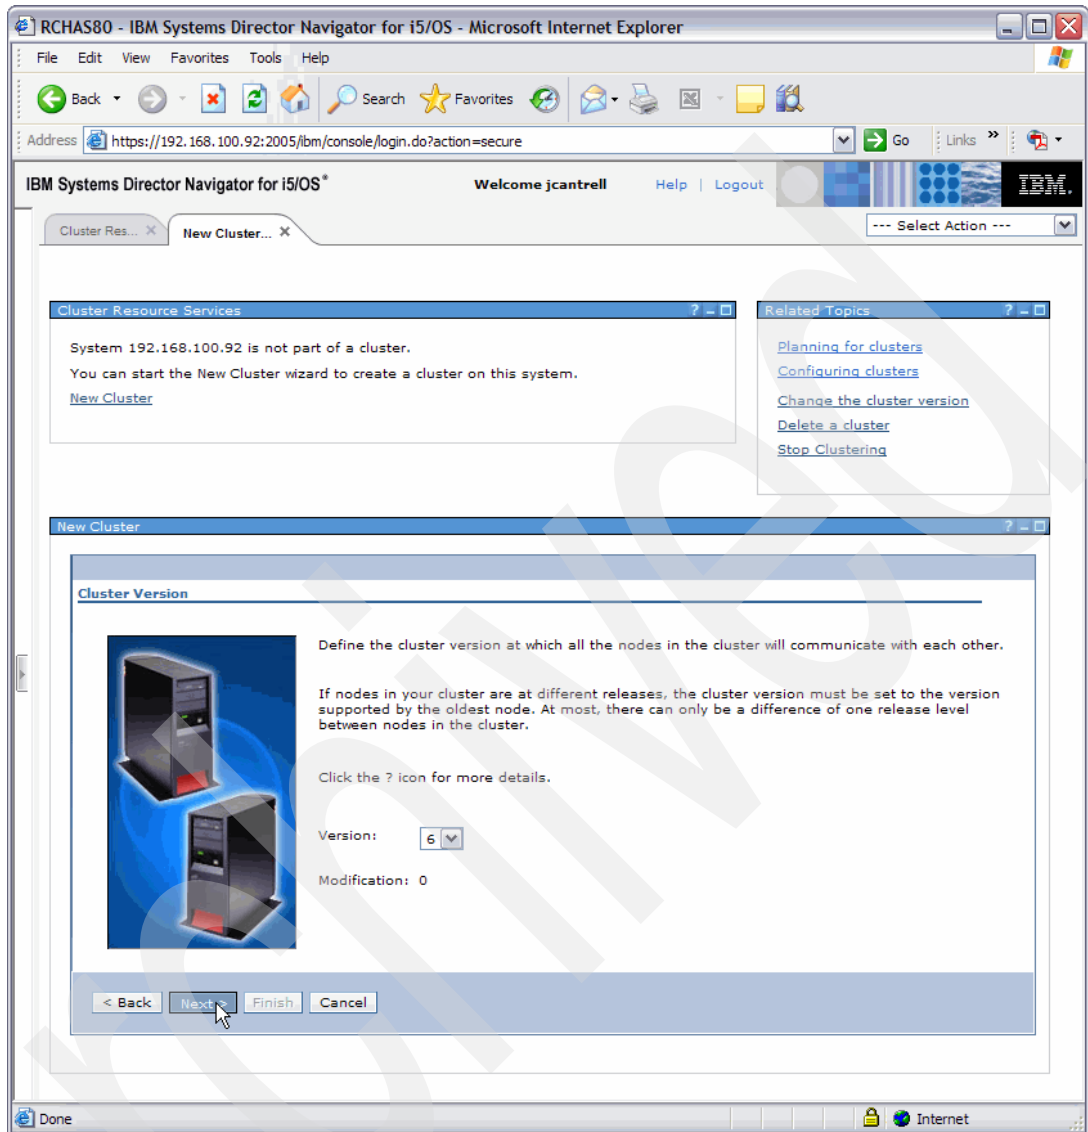 RCHAS80 - IBM Systems Director Navigator for i5/OS - Microsoft Internet Explorer
File Edit View Favorites Tools Help
Back Search Favorites
Address https://192.168.100.92:2005/ibm/console/login.do?action=secure Go Links »
IBM Systems Director Navigator for i5/OS® Welcome jcantrell Help | Logout IBM.
Cluster Res... X New Cluster... X --- Select Action ---
Cluster Resource Services ?
System 192.168.100.92 is not part of a cluster.
You can start the New Cluster wizard to create a cluster on this system.
New Cluster
Related Topics ?
Planning for clusters
Configuring clusters
Change the cluster version
Delete a cluster
Stop Clustering
New Cluster ?
Cluster Version
Define the cluster version at which all the nodes in the cluster will communicate with each other.
If nodes in your cluster are at different releases, the cluster version must be set to the version
supported by the oldest node. At most, there can only be a difference of one release level
between nodes in the cluster.
Click the ? icon for more details.
Version: 6
Modification: 0
< Back Next > Finish Cancel
Done Internet